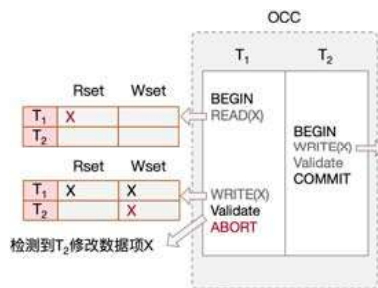 OCC
T1 T2
Rset Wset
T1 X
T2
BEGIN
READ(X)
BEGIN
WRITE(X)
Validate
COMMIT
Rset Wset
T1 X X
T2 X
WRITE(X)
Validate
ABORT
检测到T2修改数据项X